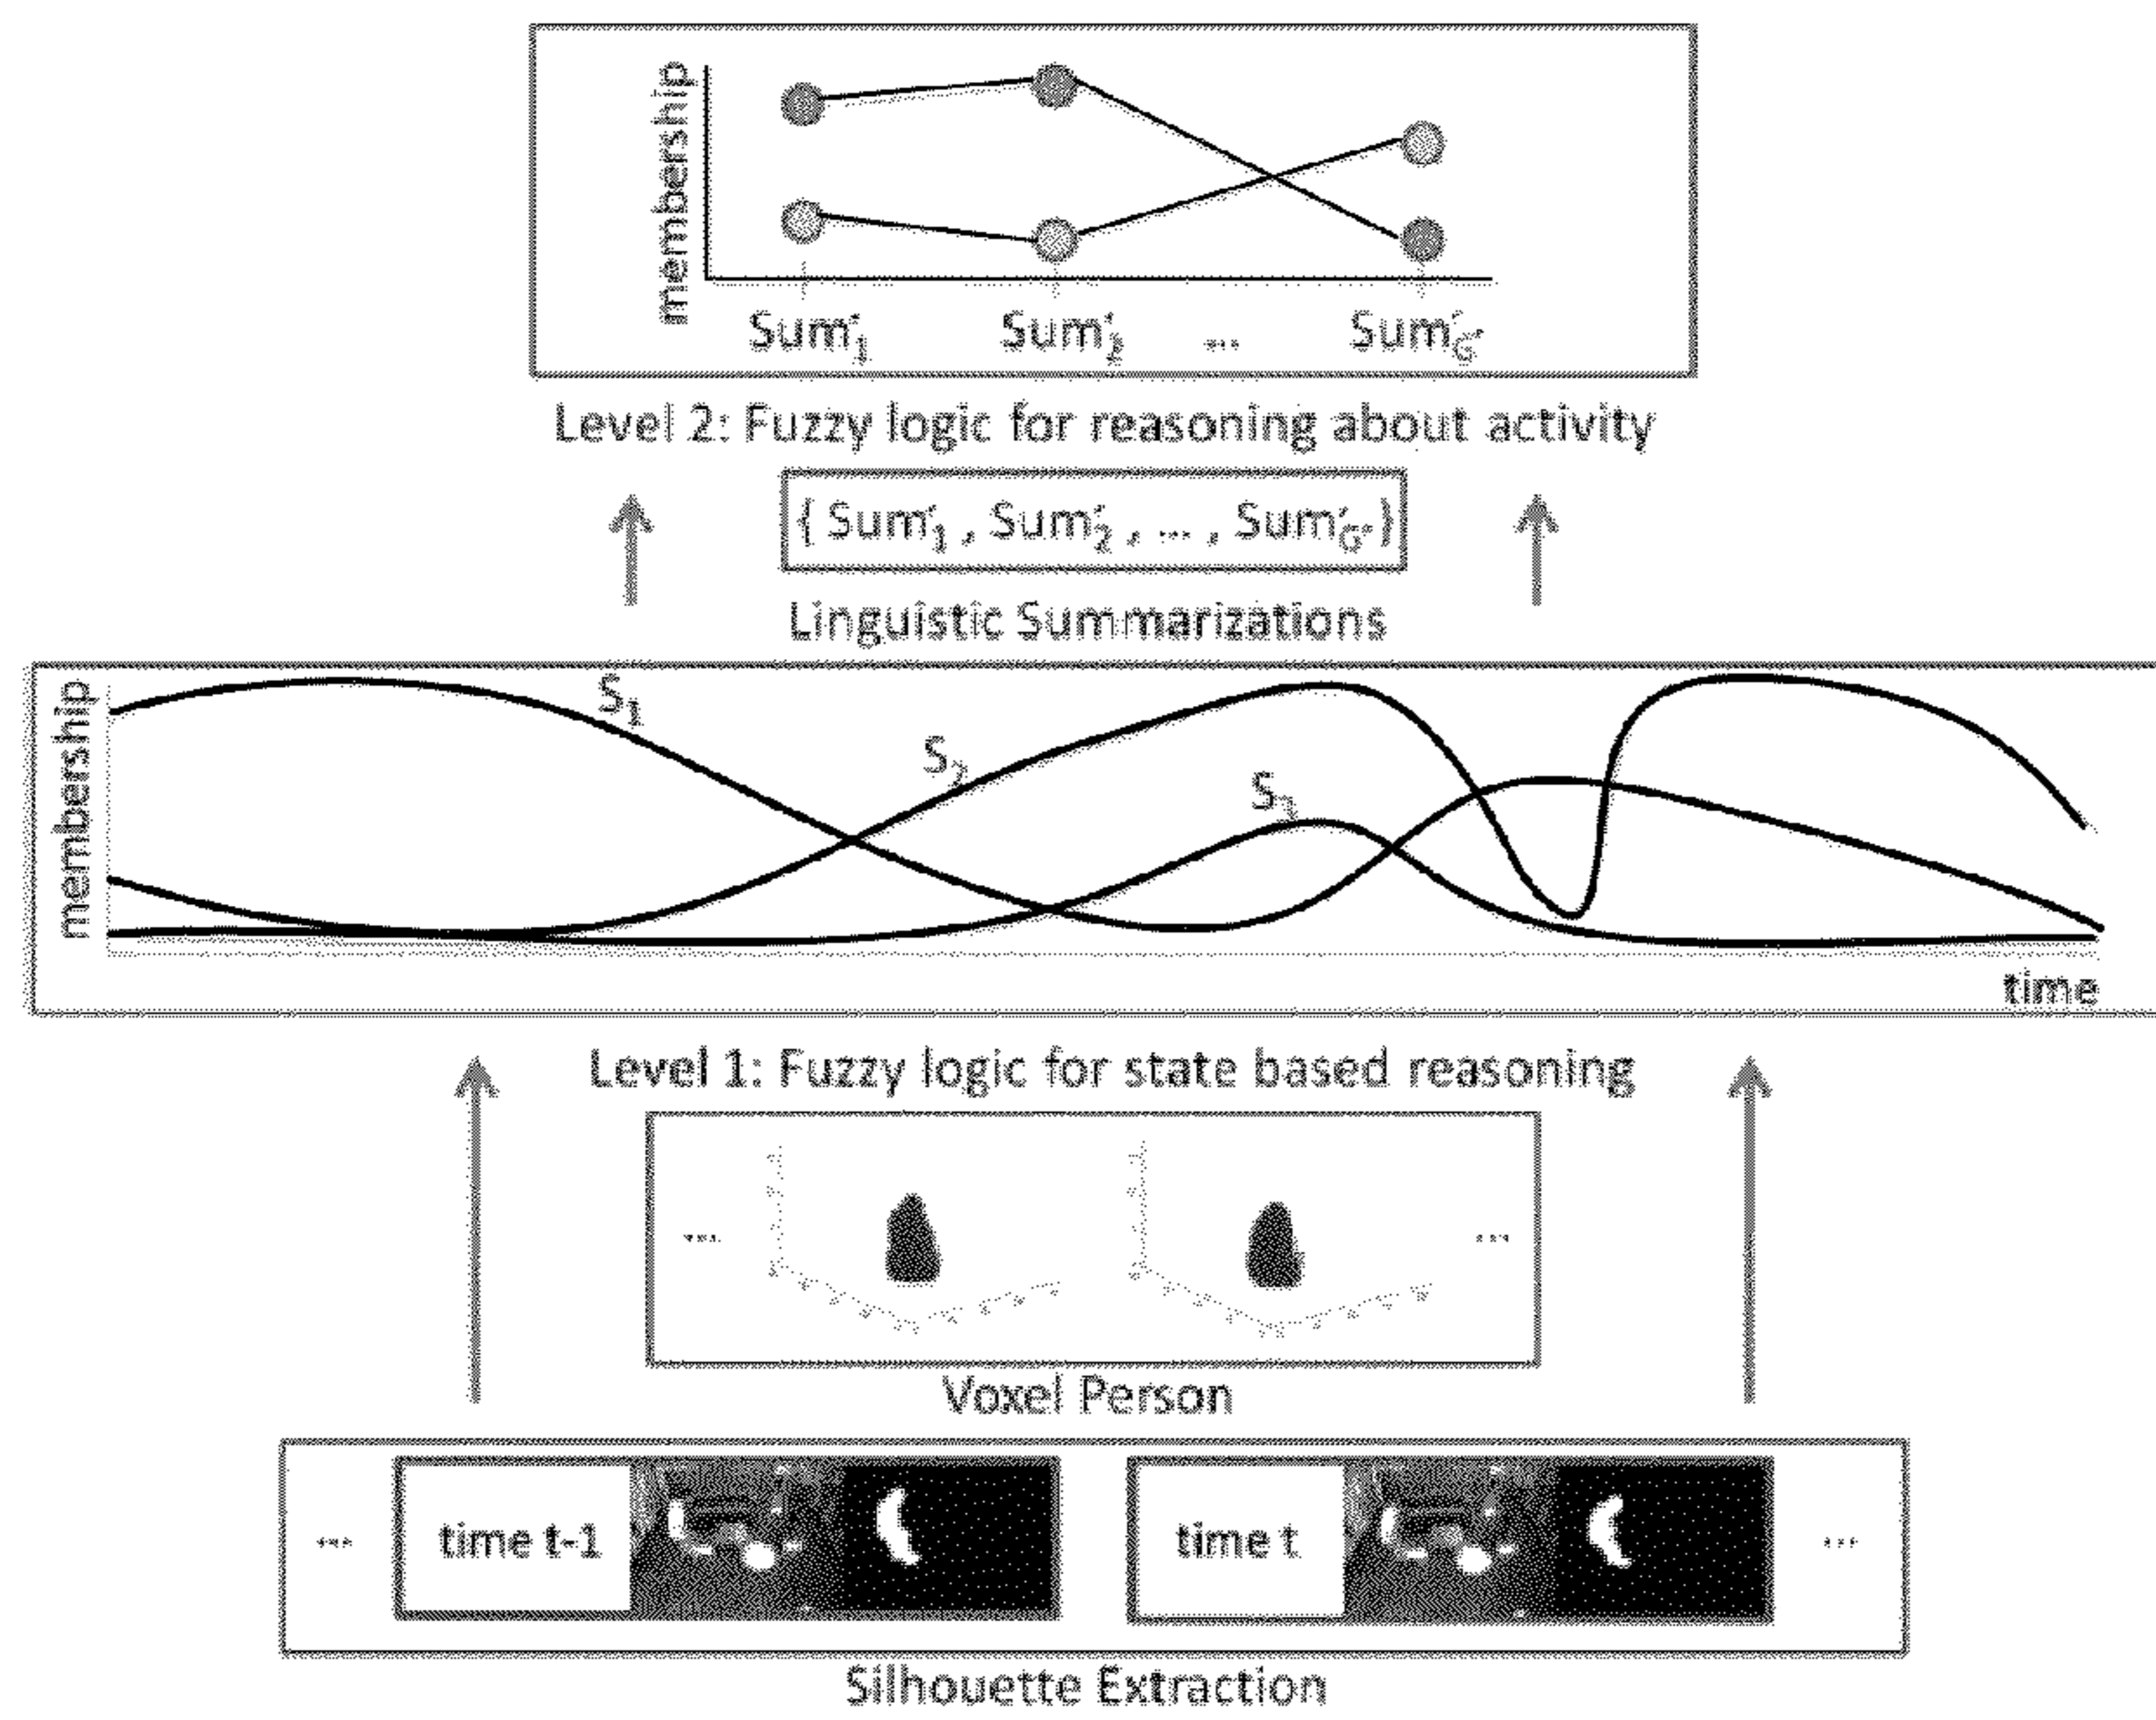 membership
Sum′1 Sum′2 ... Sum′G″
Level 2: Fuzzy logic for reasoning about activity
{ Sum′1 , Sum′2 , ... , Sum′G″ }
Linguistic Summarizations
membership
S1
S2
S3
time
Level 1: Fuzzy logic for state based reasoning
... ...
Voxel Person
... time t-1 time t ...
Silhouette Extraction